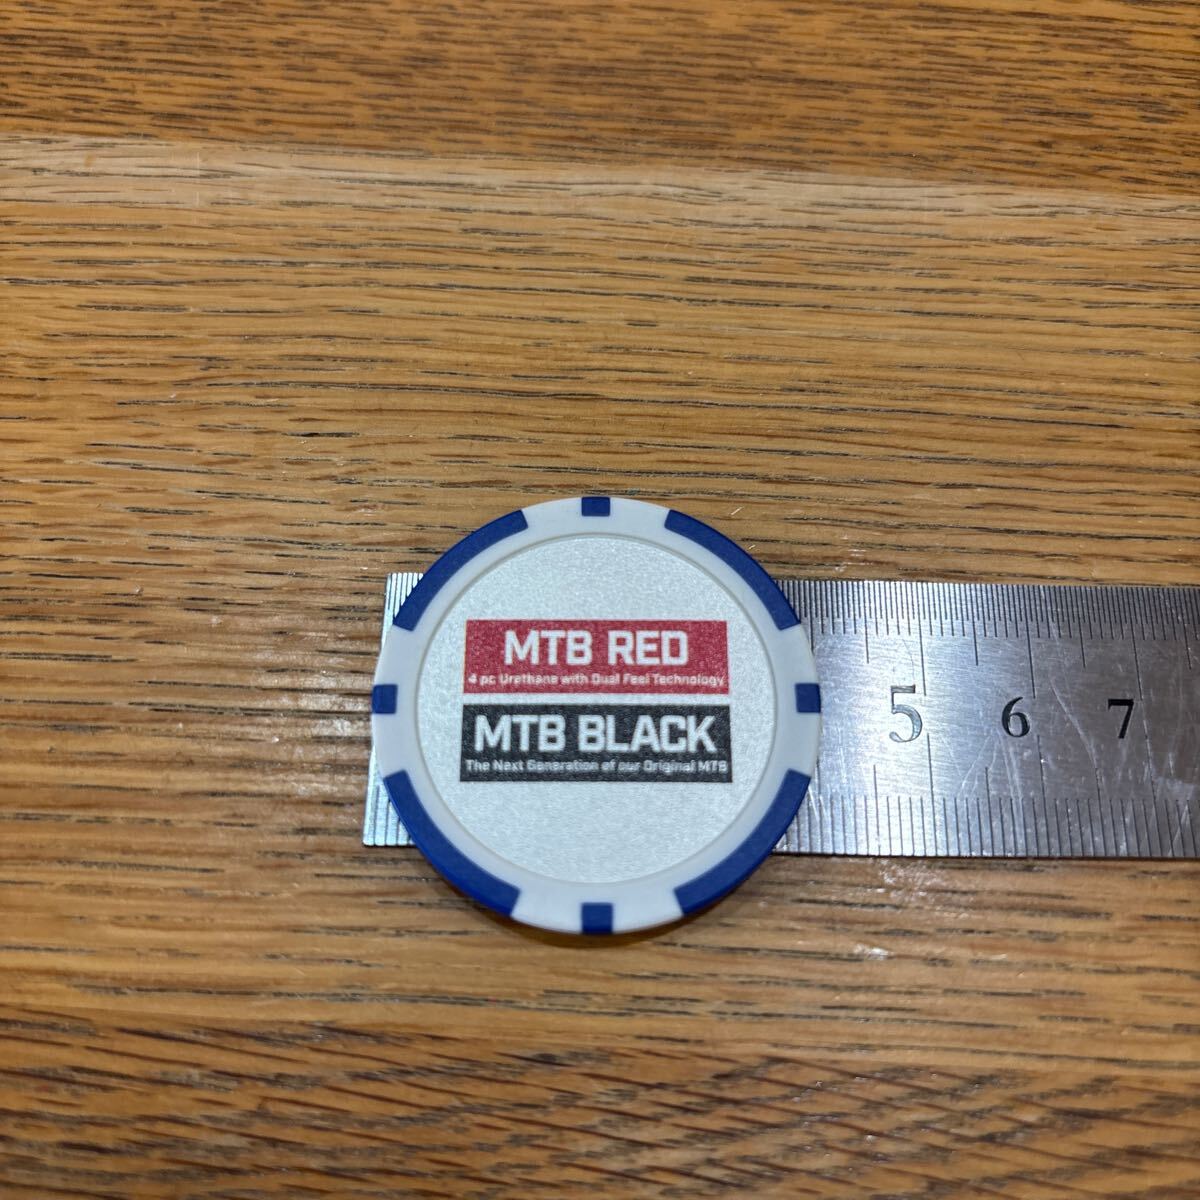 MTB RED
4 pc Urethane with Dual Feel Technology
MTB BLACK
The Next Generation of our Original MTB
5 6 7